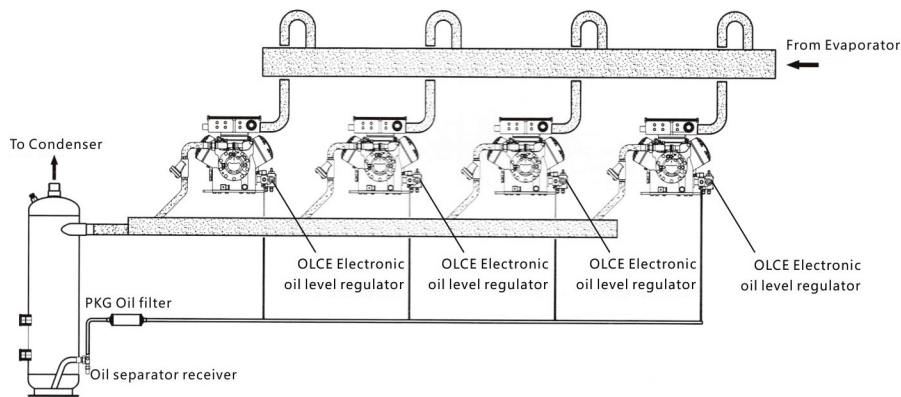 From Evaporator
To Condenser
OLCE Electronic
oil level regulator
OLCE Electronic
oil level regulator
OLCE Electronic
oil level regulator
OLCE Electronic
oil level regulator
PKG Oil filter
Oil separator receiver